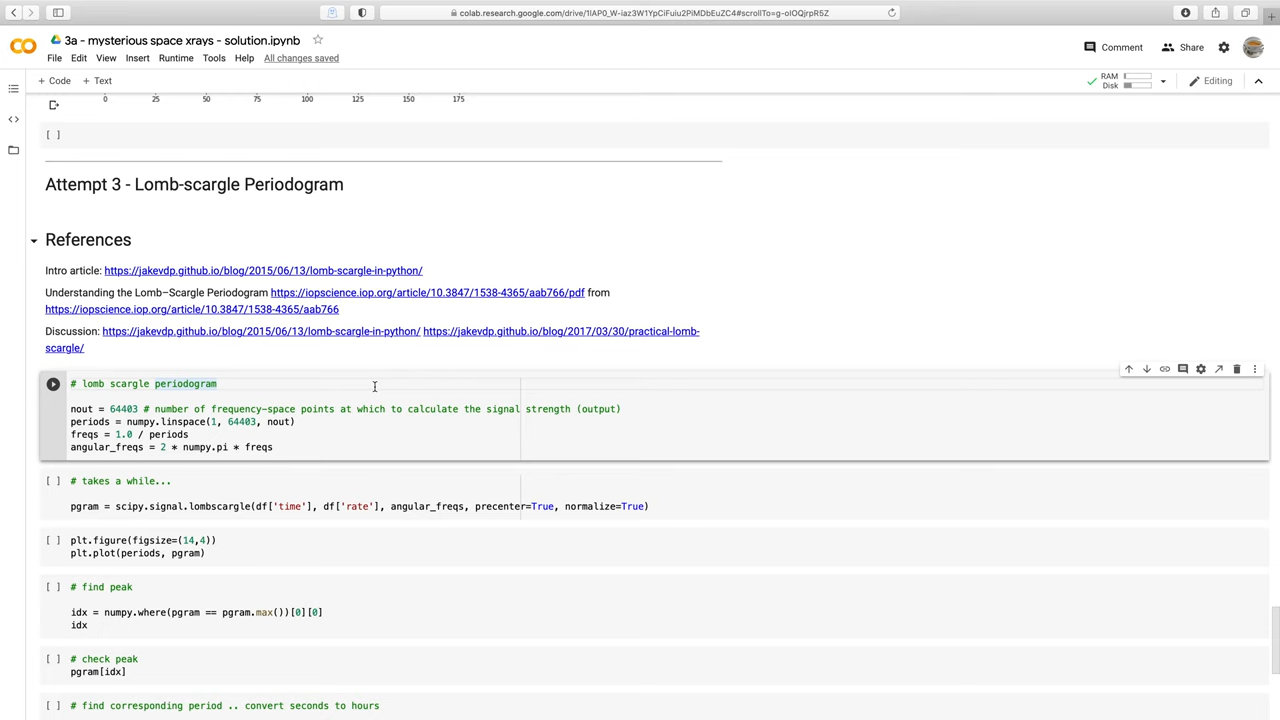 colab.research.google.com/drive/1IAP0_W-iaz3W1YpCiFuiu2PiMDbEuZC4#scrollTo=g-oIOQjrpR5Z
3a - mysterious space xrays - solution.ipynb
File Edit View Insert Runtime Tools Help All changes saved
Comment Share
+ Code + Text
RAM
Disk
Editing
0 25 50 75 100 125 150 175
[ ]
Attempt 3 - Lomb-scargle Periodogram
References
Intro article: https://jakevdp.github.io/blog/2015/06/13/lomb-scargle-in-python/
Understanding the Lomb–Scargle Periodogram https://iopscience.iop.org/article/10.3847/1538-4365/aab766/pdf from
https://iopscience.iop.org/article/10.3847/1538-4365/aab766
Discussion: https://jakevdp.github.io/blog/2015/06/13/lomb-scargle-in-python/ https://jakevdp.github.io/blog/2017/03/30/practical-lomb-
scargle/
# lomb scargle periodogram
nout = 64403 # number of frequency-space points at which to calculate the signal strength (output)
periods = numpy.linspace(1, 64403, nout)
freqs = 1.0 / periods
angular_freqs = 2 * numpy.pi * freqs
[ ] # takes a while...
pgram = scipy.signal.lombscargle(df['time'], df['rate'], angular_freqs, precenter=True, normalize=True)
[ ] plt.figure(figsize=(14,4))
plt.plot(periods, pgram)
[ ] # find peak
idx = numpy.where(pgram == pgram.max())[0][0]
idx
[ ] # check peak
pgram[idx]
[ ] # find corresponding period .. convert seconds to hours